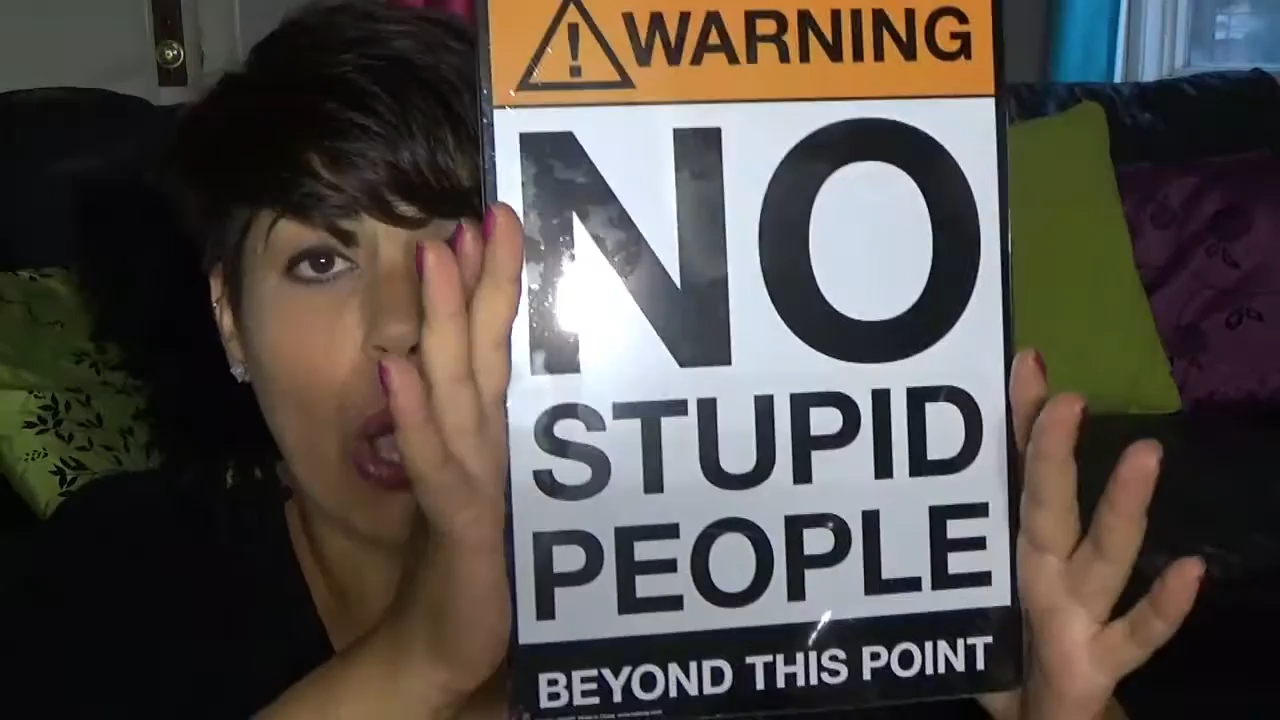 WARNING
NO
STUPID
PEOPLE
BEYOND THIS POINT